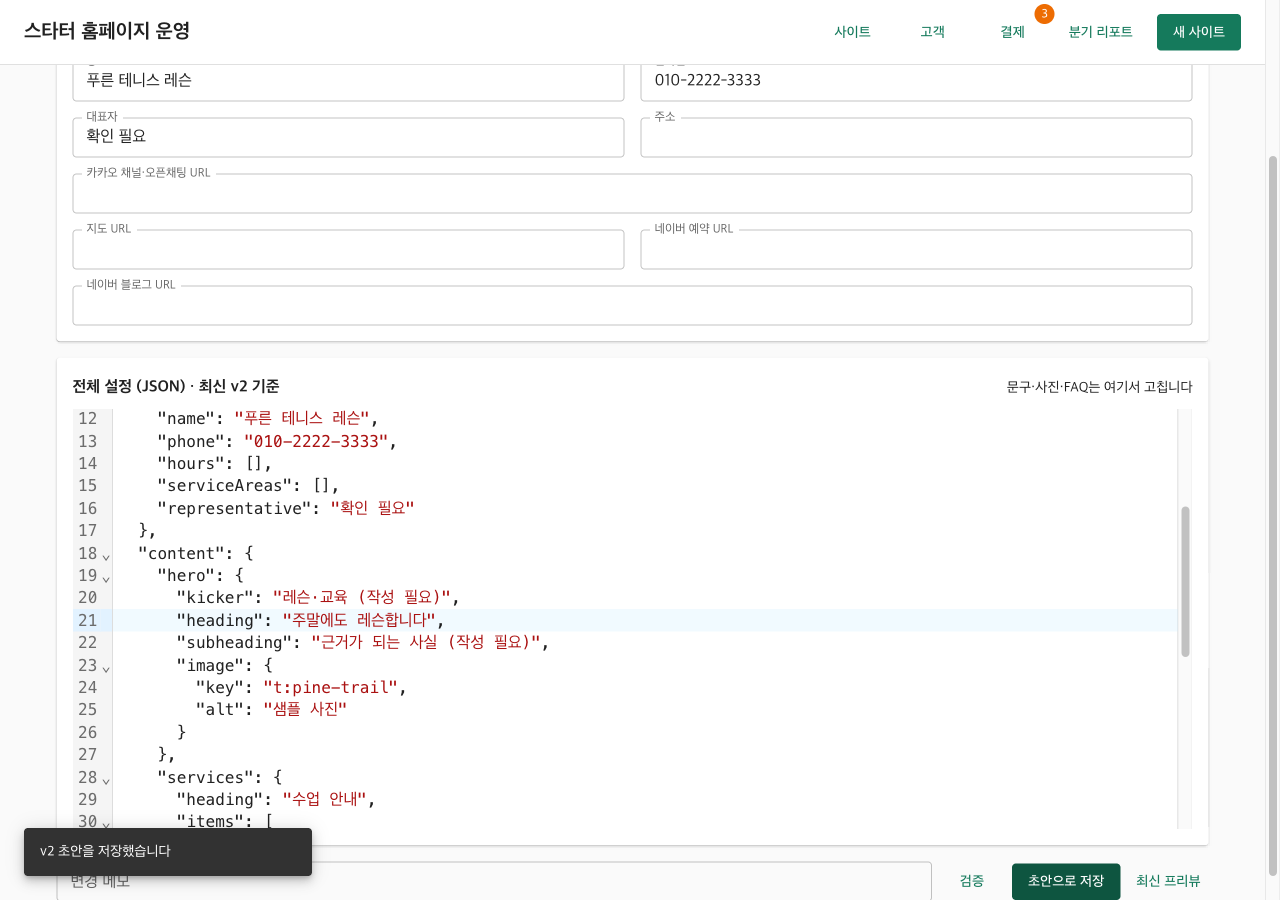 스타터 홈페이지 운영
사이트
고객
결제
3
분기 리포트
새 사이트
푸른 테니스 레슨
010-2222-3333
대표자
확인 필요
주소
카카오 채널·오픈채팅 URL
지도 URL
네이버 예약 URL
네이버 블로그 URL
전체 설정 (JSON) · 최신 v2 기준
문구·사진·FAQ는 여기서 고칩니다
12 "name": "푸른 테니스 레슨",
13 "phone": "010-2222-3333",
14 "hours": [],
15 "serviceAreas": [],
16 "representative": "확인 필요"
17 },
18 "content": {
19 "hero": {
20 "kicker": "레슨·교육 (작성 필요)",
21 "heading": "주말에도 레슨합니다",
22 "subheading": "근거가 되는 사실 (작성 필요)",
23 "image": {
24 "key": "t:pine-trail",
25 "alt": "샘플 사진"
26 }
27 },
28 "services": {
29 "heading": "수업 안내",
30 "items": [
v2 초안을 저장했습니다
변경 메모
검증
초안으로 저장
최신 프리뷰